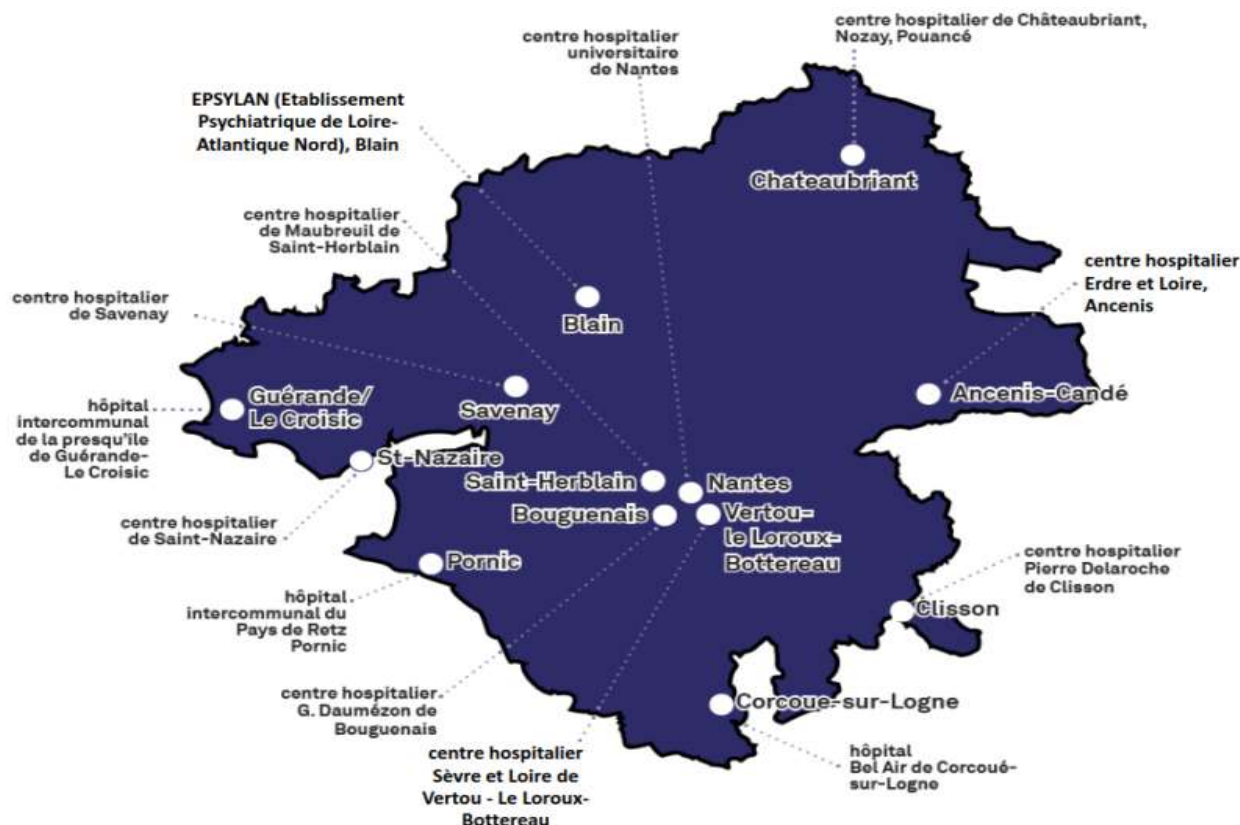 centre hospitalier de Châteaubriant,
Nozay, Pouancé
centre hospitalier
universitaire
de Nantes
EPSYLAN (Etablissement
Psychiatrique de Loire-
Atlantique Nord), Blain
Chateaubriant
centre hospitalier
de Maubreuil de
Saint-Herblain
centre hospitalier
Erdre et Loire,
Ancenis
centre hospitalier
de Savenay
Blain
Guérande/
Le Croisic
Savenay
Ancenis-Candé
hôpital
intercommunal
de la presqu'île
de Guérande-
Le Croisic
St-Nazaire
Saint-Herblain
Nantes
Bouguenais
Vertou-
le Loroux-
Bottereau
centre hospitalier
de Saint-Nazaire
Pornic
centre hospitalier
Pierre Delaroche
de Clisson
hôpital
intercommunal du
Pays de Retz
Pornic
Clisson
centre hospitalier
G. Daumézon de
Bouguenais
Corcoue-sur-Logne
centre hospitalier
Sèvre et Loire de
Vertou - Le Loroux-
Bottereau
hôpital
Bel Air de Corcoué-
sur-Logne